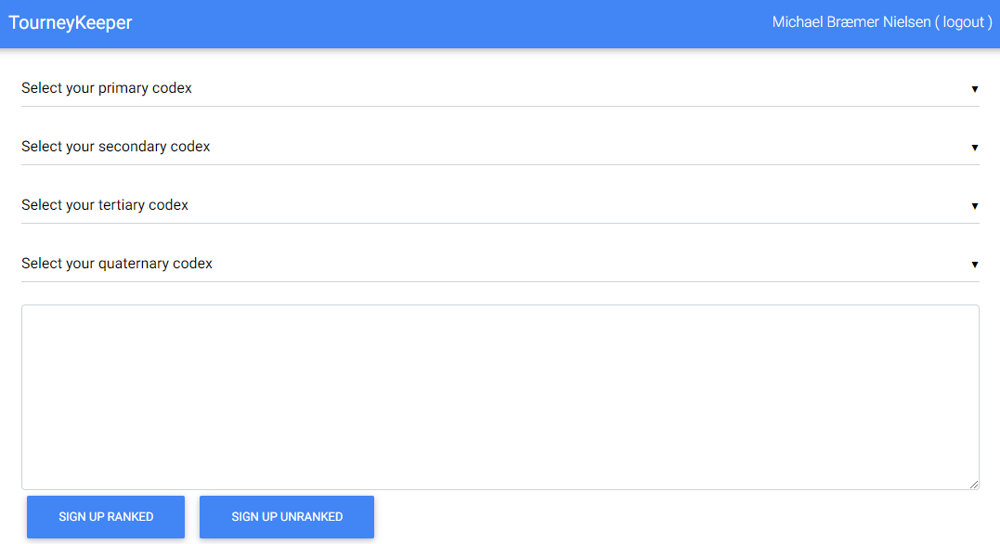 TourneyKeeper
Michael Bræmer Nielsen ( logout )
Select your primary codex
Select your secondary codex
Select your tertiary codex
Select your quaternary codex
SIGN UP RANKED
SIGN UP UNRANKED